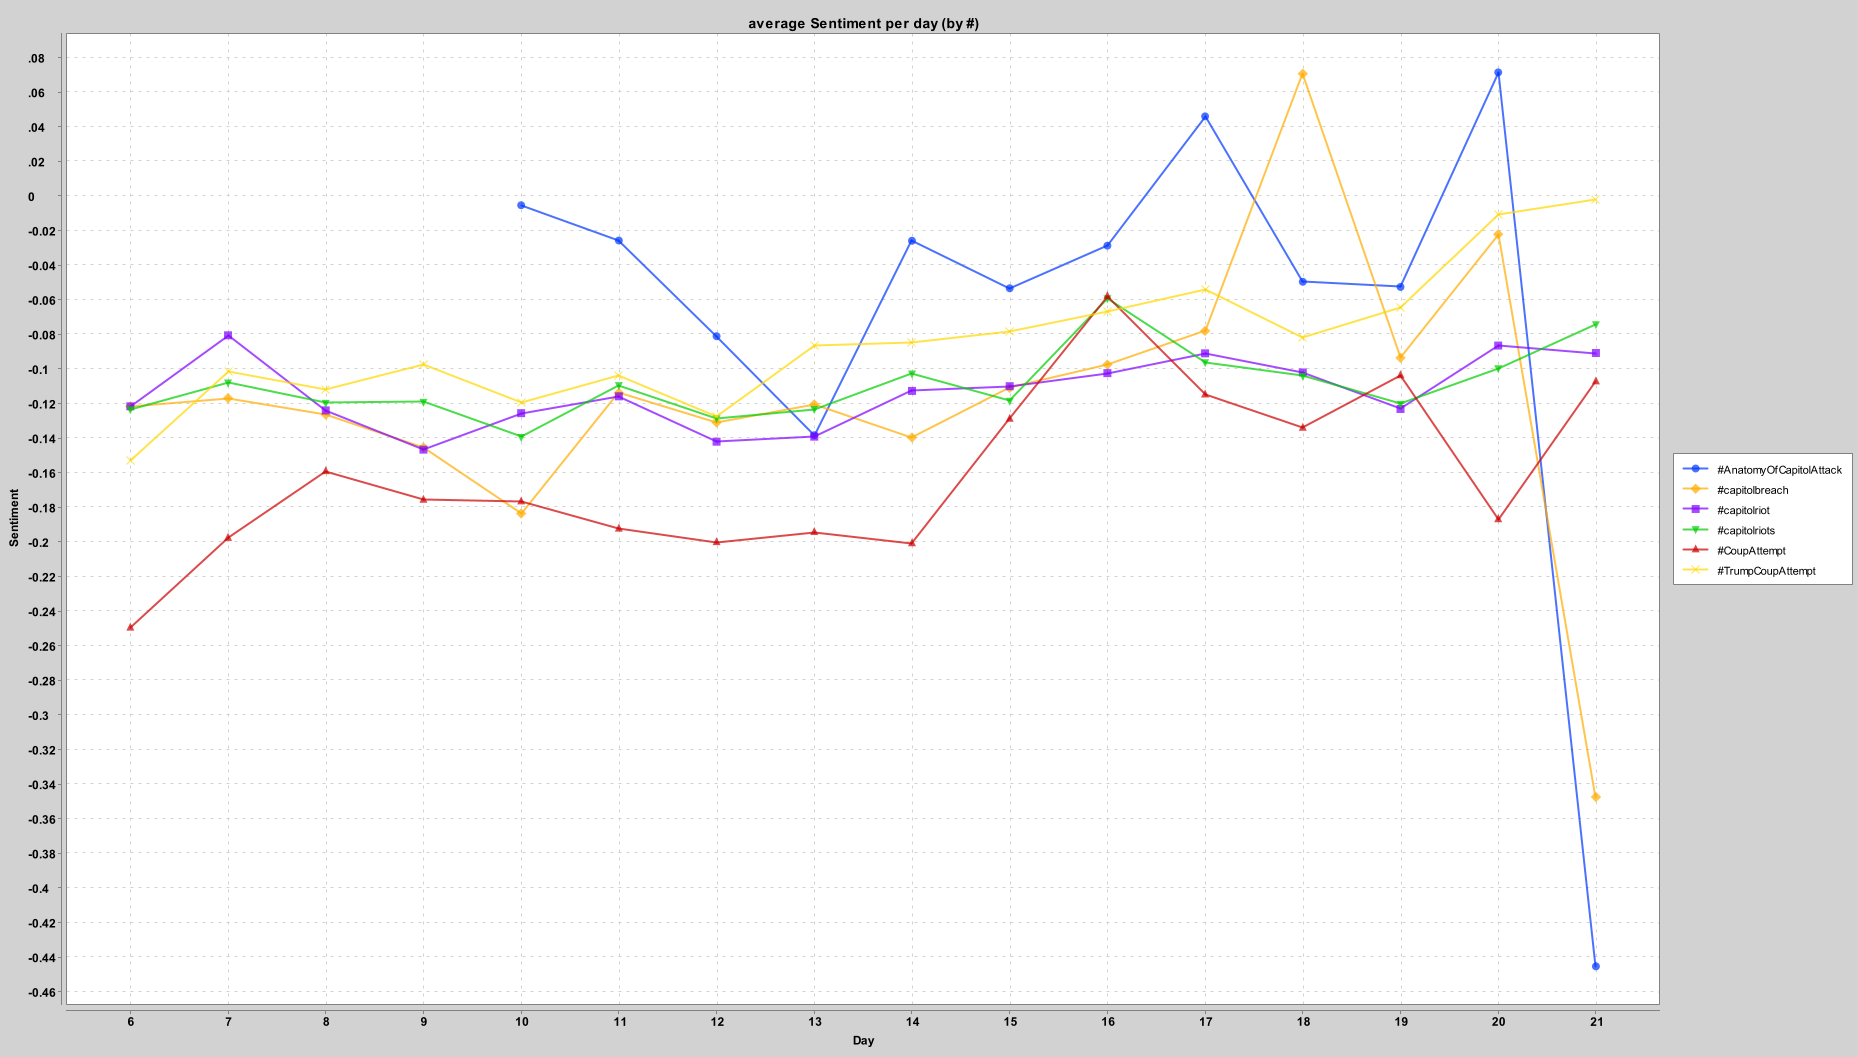 average Sentiment per day (by #)
.08
.06
.04
.02
0
-0.02
-0.04
-0.06
-0.08
-0.1
-0.12
-0.14
-0.16
-0.18
-0.2
-0.22
-0.24
-0.26
-0.28
-0.3
-0.32
-0.34
-0.36
-0.38
-0.4
-0.42
-0.44
-0.46
Sentiment
6 7 8 9 10 11 12 13 14 15 16 17 18 19 20 21
Day
#AnatomyOfCapitolAttack
#capitolbreach
#capitolriot
#capitolriots
#CoupAttempt
#TrumpCoupAttempt